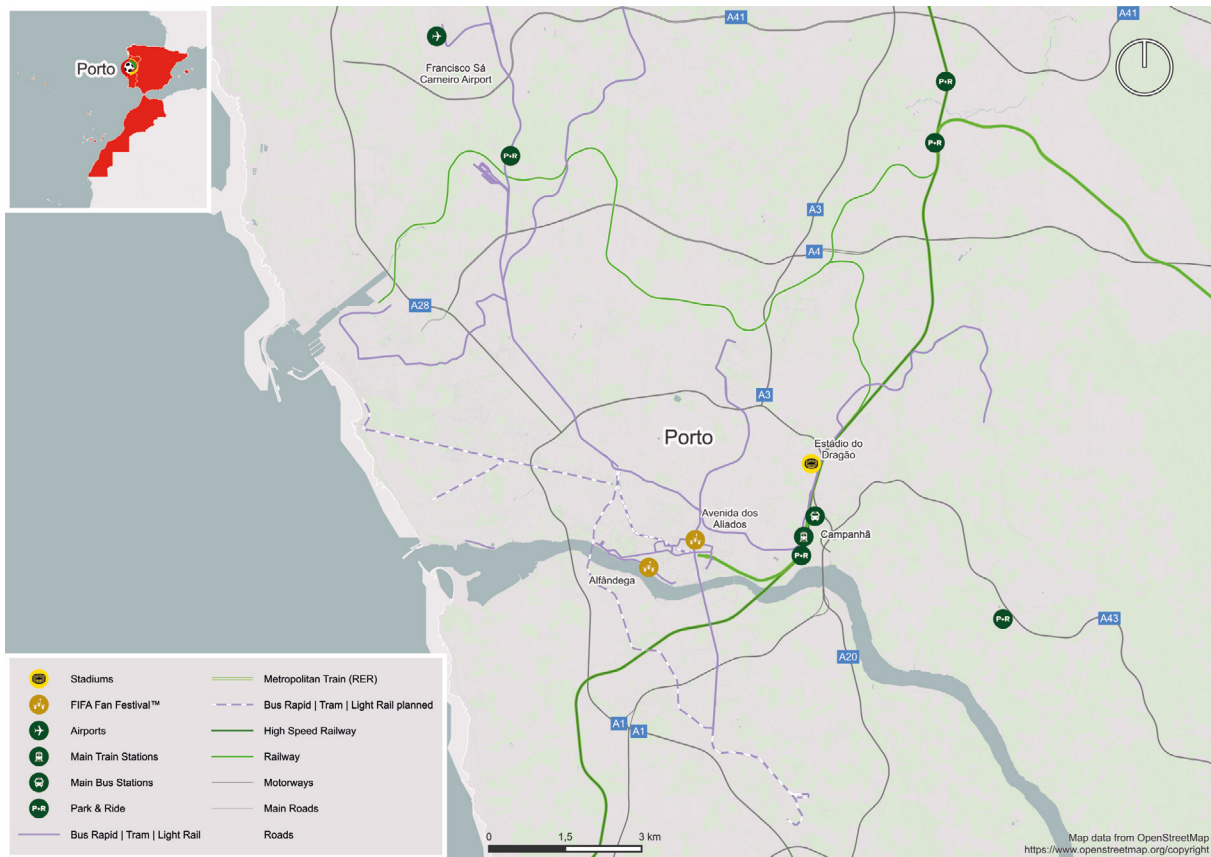 Porto
Francisco Sá
Carneiro Airport
A41
A41
P+R
P+R
P+R
A3
A4
A28
A3
Porto
Estádio do
Dragão
Avenida dos
Aliados
Campanhã
P+R
Alfândega
P+R
A43
A20
A1
A1
Stadiums
FIFA Fan Festival™
Airports
Main Train Stations
Main Bus Stations
P+R Park & Ride
Bus Rapid | Tram | Light Rail
Metropolitan Train (RER)
Bus Rapid | Tram | Light Rail planned
High Speed Railway
Railway
Motorways
Main Roads
Roads
0 1,5 3 km
Map data from OpenStreetMap
https://www.openstreetmap.org/copyright